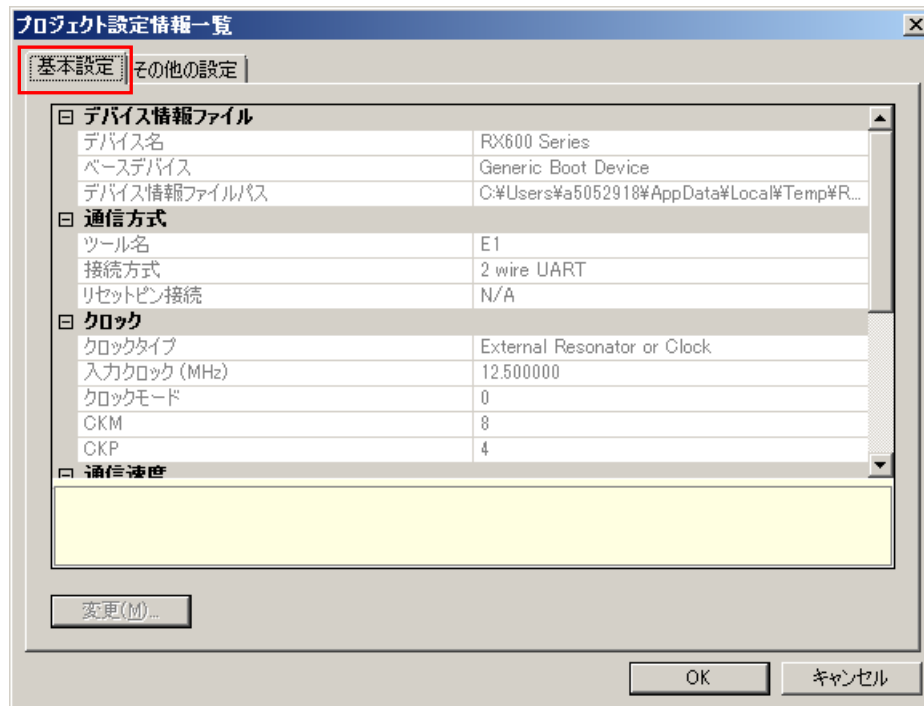 プロジェクト設定情報一覧
基本設定 その他の設定
デバイス情報ファイル
デバイス名 RX600 Series
ベースデバイス Generic Boot Device
デバイス情報ファイルパス C:¥Users¥a5052918¥AppData¥Local¥Temp¥R...
通信方式
ツール名 E1
接続方式 2 wire UART
リセットピン接続 N/A
クロック
クロックタイプ External Resonator or Clock
入力クロック (MHz) 12.500000
クロックモード 0
CKM 8
CKP 4
通信速度
変更(M)...
OK キャンセル